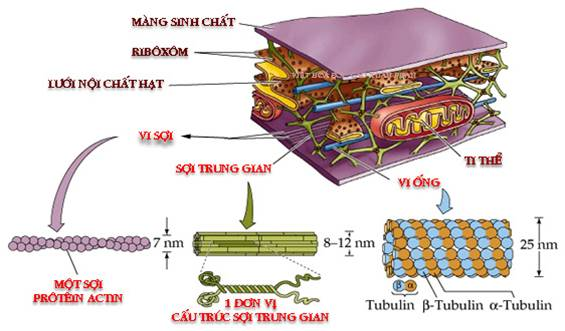 MÀNG SINH CHẤT
RIBÔXÔM
LƯỚI NỘI CHẤT HẠT
VI SỢI
SỢI TRUNG GIAN
VI ỐNG
TI THỂ
7 nm
8–12 nm
25 nm
MỘT SỢI
PRÔTÊIN ACTIN
1 ĐƠN VỊ
CẤU TRÚC SỢI TRUNG GIAN
β α
Tubulin β-Tubulin α-Tubulin